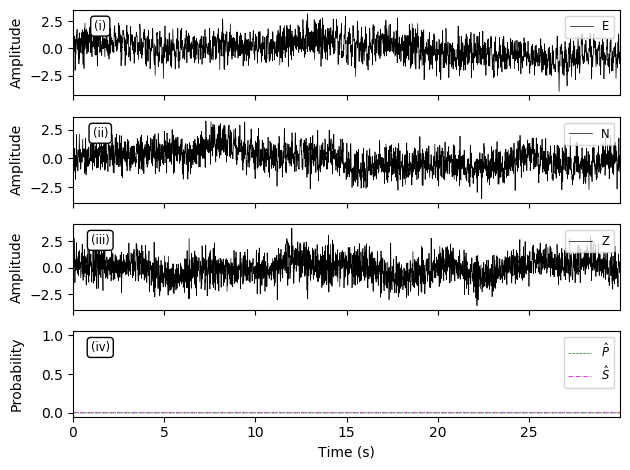 2.5
0.0
−2.5
Amplitude
(i)
E
2.5
0.0
−2.5
Amplitude
(ii)
N
2.5
0.0
−2.5
Amplitude
(iii)
Z
1.0
0.5
0.0
Probability
(iv)
P̂
Ŝ
0 5 10 15 20 25
Time (s)